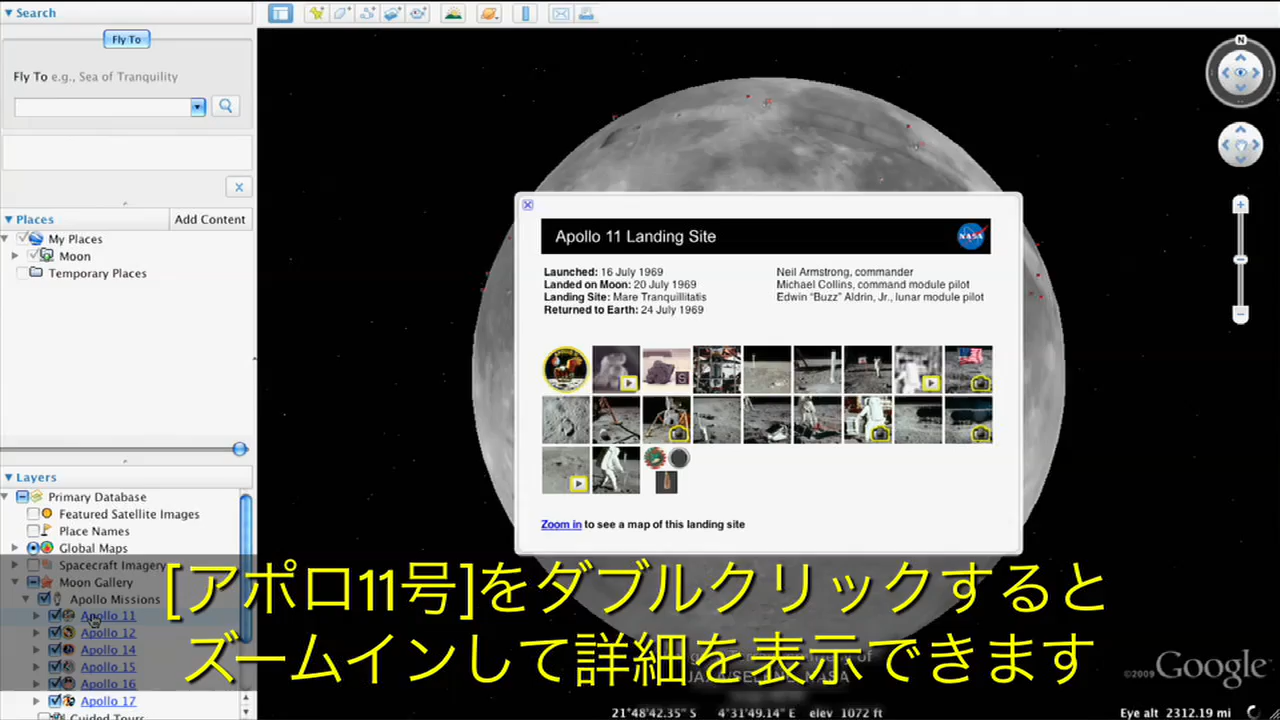 Search
Fly To
Fly To e.g., Sea of Tranquility
Places
Add Content
My Places
Moon
Temporary Places
Layers
Primary Database
Featured Satellite Images
Place Names
Global Maps
Spacecraft Imagery
Moon Gallery
Apollo Missions
Apollo 11
Apollo 12
Apollo 14
Apollo 15
Apollo 16
Apollo 17
Guided Tours
N
Apollo 11 Landing Site
NASA
Launched: 16 July 1969
Landed on Moon: 20 July 1969
Landing Site: Mare Tranquillitatis
Returned to Earth: 24 July 1969
Neil Armstrong, commander
Michael Collins, command module pilot
Edwin “Buzz” Aldrin, Jr., lunar module pilot
S
Zoom in to see a map of this landing site
[アポロ11号]をダブルクリックすると
ズームインして詳細を表示できます
©2009 Google
21°48'42.35" S 4°31'49.14" E elev 1072 ft
Eye alt 2312.19 mi